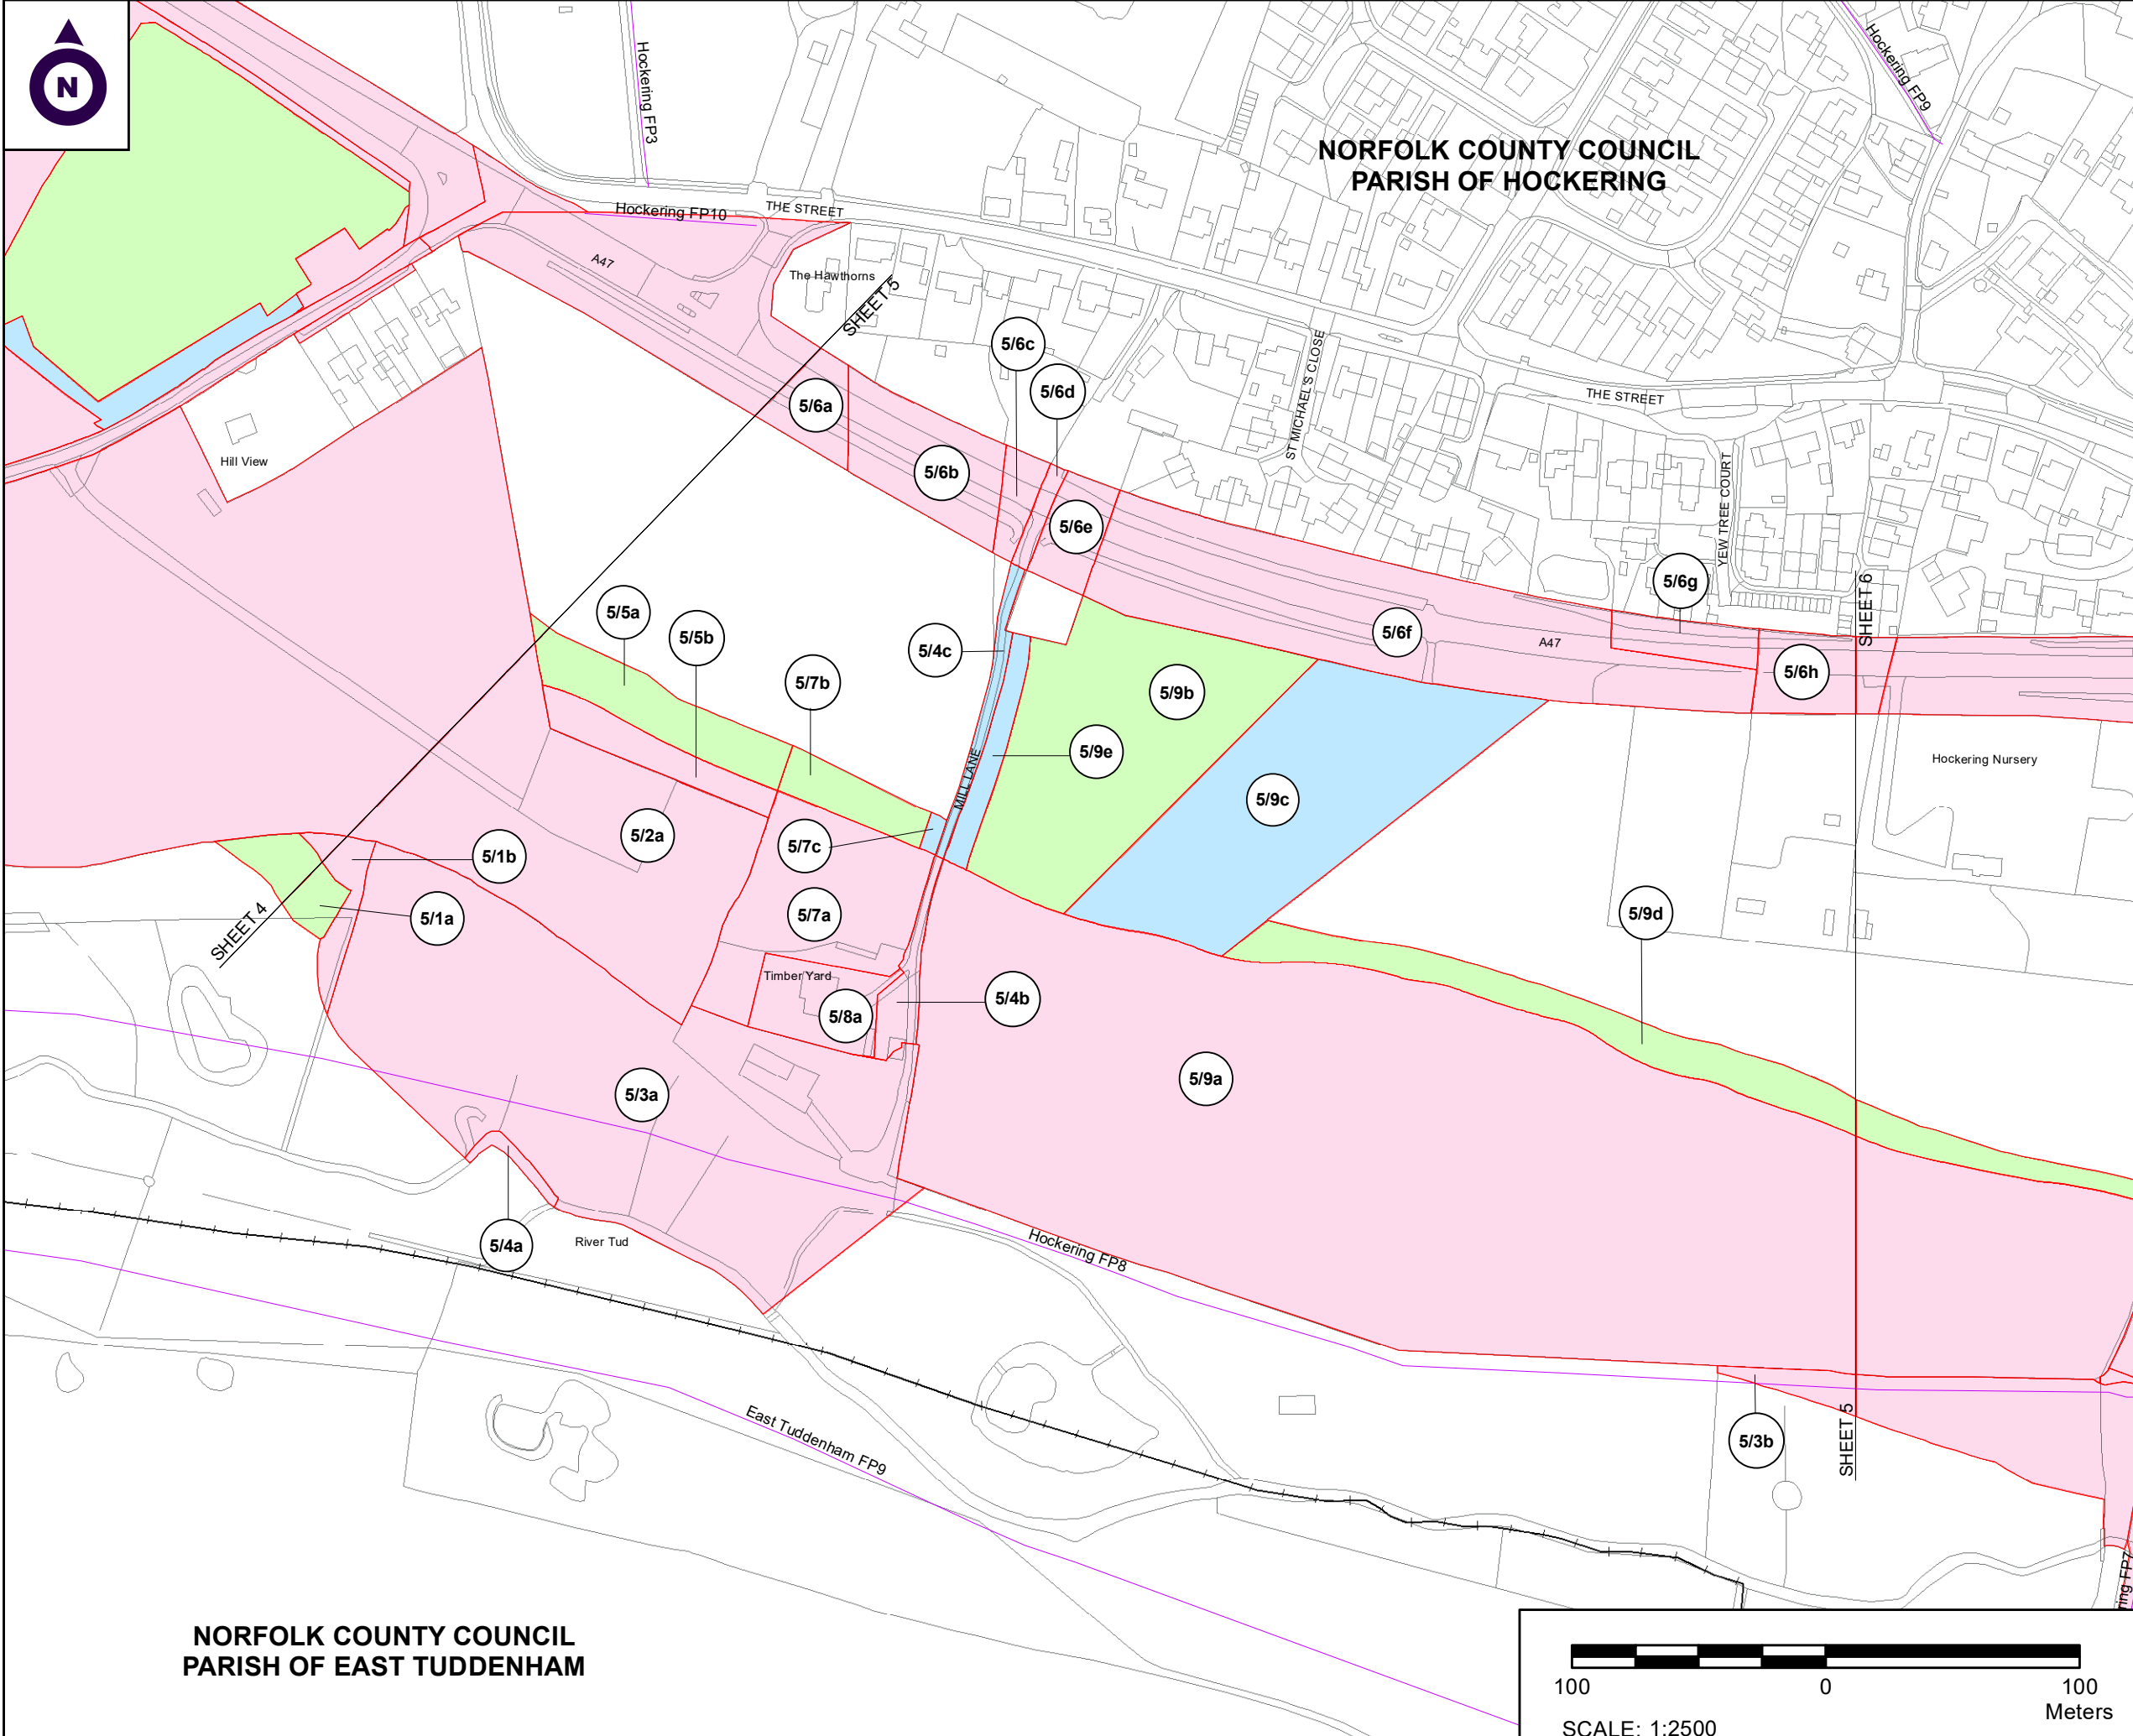 N
Hockering FP3
Hockering FP9
NORFOLK COUNTY COUNCIL
PARISH OF HOCKERING
Hockering FP10
THE STREET
A47
The Hawthorns
SHEET 5
5/6c
5/6d
ST MICHAEL'S CLOSE
THE STREET
5/6a
Hill View
5/6b
YEW TREE COURT
5/6e
5/6g
SHEET 6
5/5a
5/5b
5/4c
5/6f
A47
5/6h
5/7b
5/9b
5/9e
MILL LANE
Hockering Nursery
5/9c
5/2a
5/7c
5/1b
5/1a
5/7a
5/9d
SHEET 4
Timber Yard
5/8a
5/4b
5/3a
5/9a
5/4a
River Tud
Hockering FP8
East Tuddenham FP9
5/3b
SHEET 5
ring FP7
NORFOLK COUNTY COUNCIL
PARISH OF EAST TUDDENHAM
100 0 100
Meters
SCALE: 1:2500